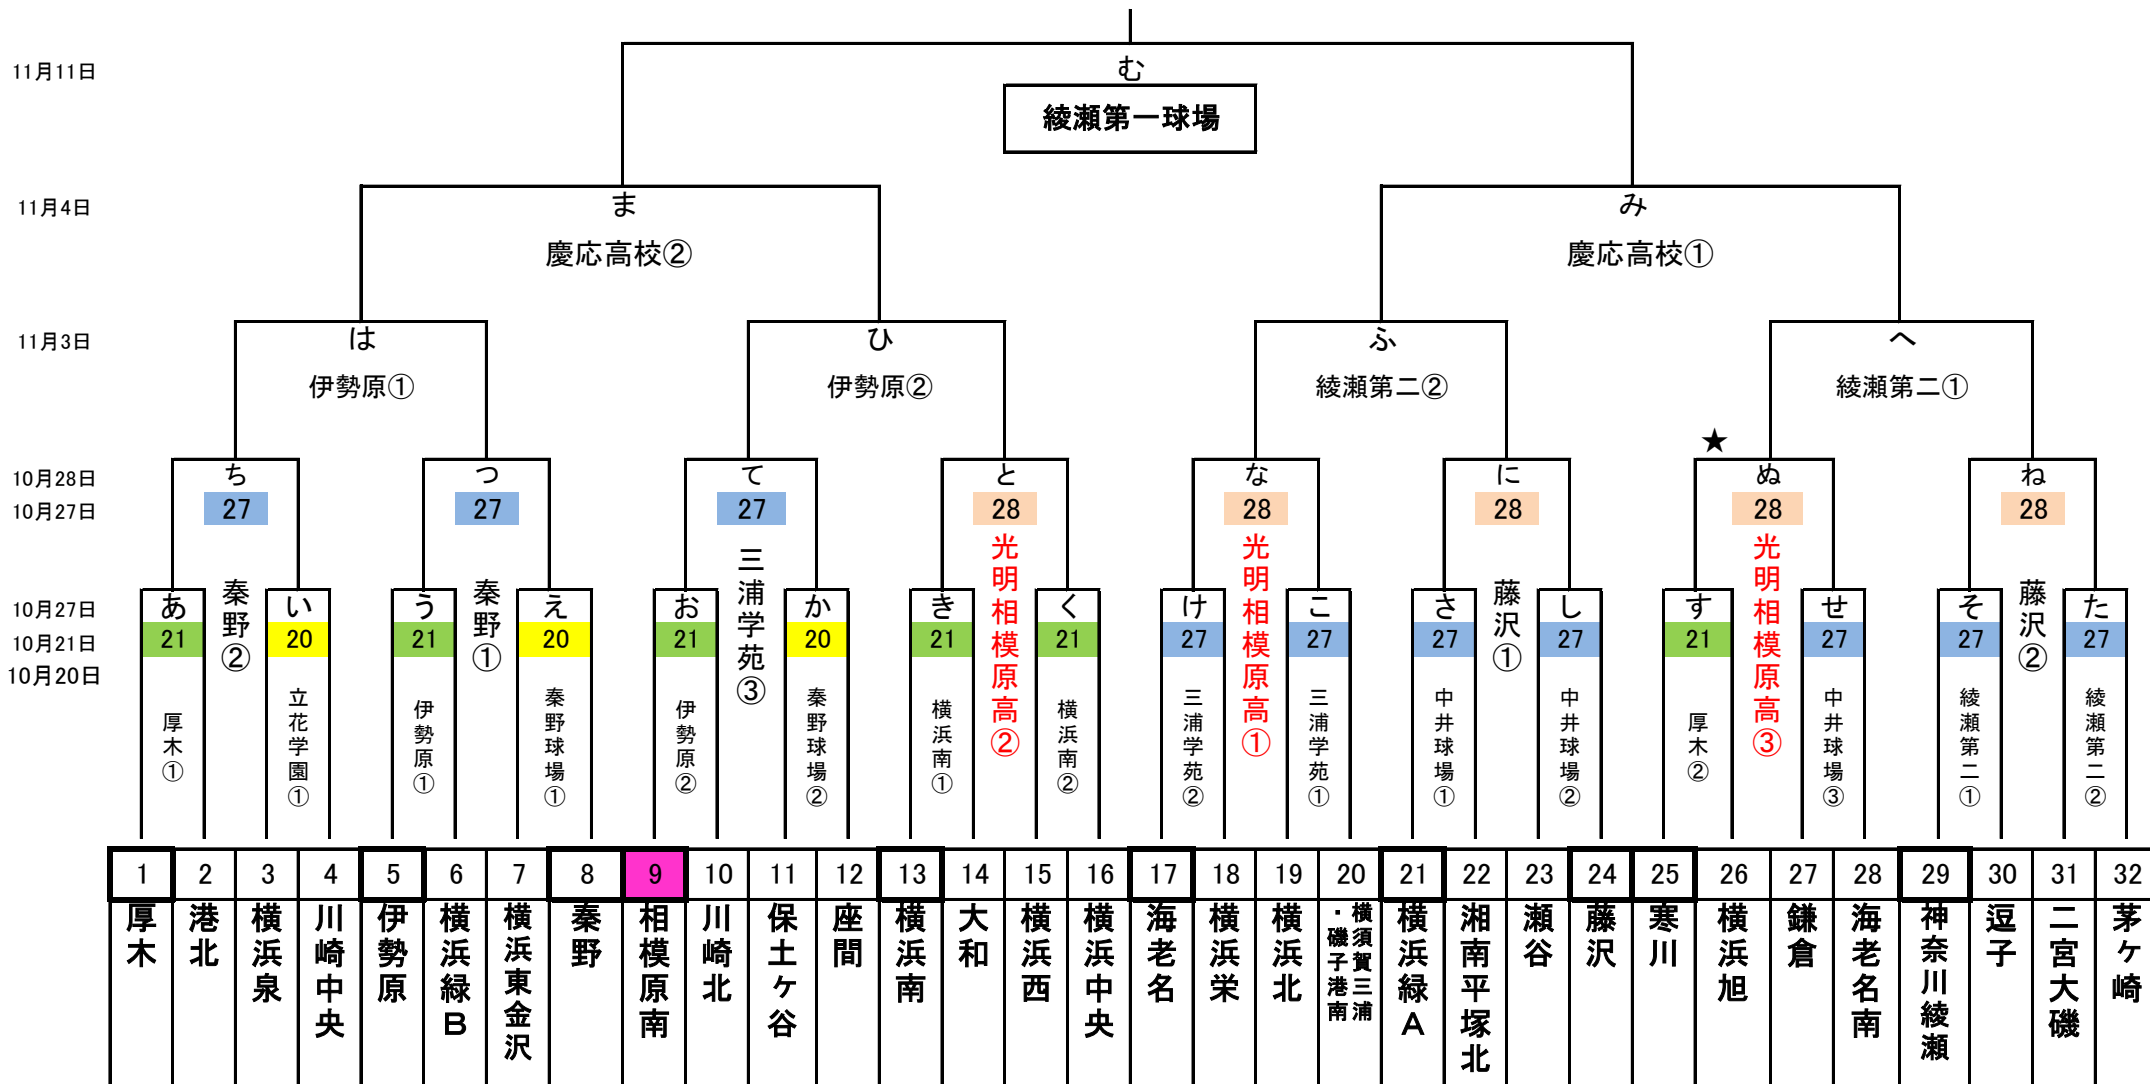 11月11日
む
綾瀬第一球場
11月4日
ま
み
慶応高校②
慶応高校①
11月3日
は
ひ
ふ
へ
伊勢原①
伊勢原②
綾瀬第二②
綾瀬第二①
★
10月28日
ち
つ
て
と
な
に
ぬ
ね
10月27日
27
27
27
28
28
28
28
28
秦野②
秦野①
三浦学苑③
光明相模原高②
光明相模原高①
藤沢①
光明相模原高③
藤沢②
10月27日
あ
い
う
え
お
か
き
く
け
こ
さ
し
す
せ
そ
た
10月21日
21
20
21
20
21
20
21
21
27
27
27
27
21
27
27
27
10月20日
厚木①
立花学園①
伊勢原①
秦野球場①
伊勢原②
秦野球場②
横浜南①
横浜南②
三浦学苑②
三浦学苑①
中井球場①
中井球場②
厚木②
中井球場③
綾瀬第二①
綾瀬第二②
1
2
3
4
5
6
7
8
9
10
11
12
13
14
15
16
17
18
19
20
21
22
23
24
25
26
27
28
29
30
31
32
厚木
港北
横浜泉
川崎中央
伊勢原
横浜緑B
横浜東金沢
秦野
相模原南
川崎北
保土ヶ谷
座間
横浜南
大和
横浜西
横浜中央
海老名
横浜栄
横浜北
横須賀三浦
・磯子港南
横浜緑A
湘南平塚北
瀬谷
藤沢
寒川
横浜旭
鎌倉
海老名南
神奈川綾瀬
逗子
二宮大磯
茅ヶ崎